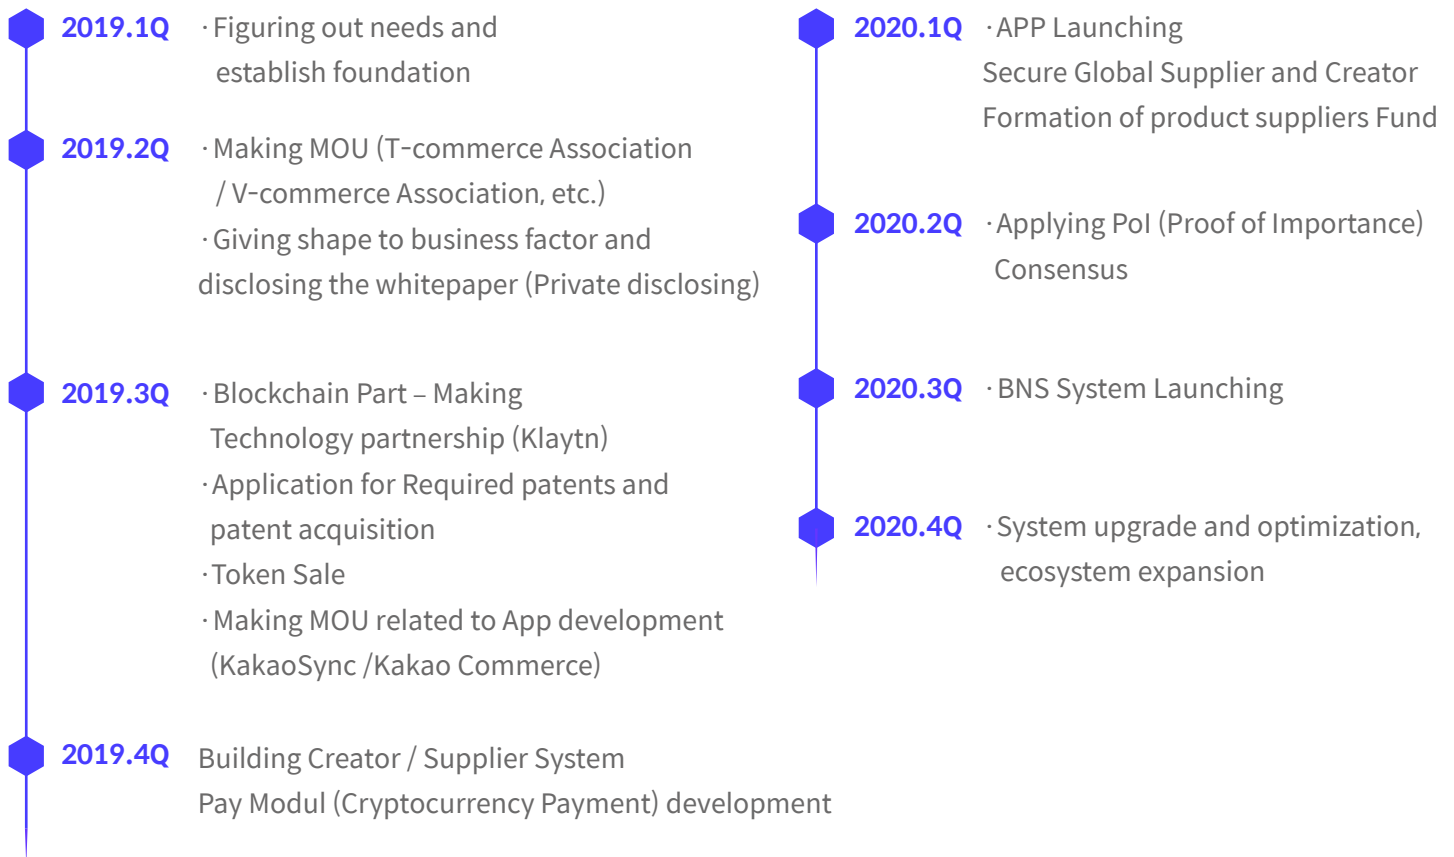 2019.1Q · Figuring out needs and
establish foundation
2019.2Q · Making MOU (T-commerce Association
/ V-commerce Association, etc.)
· Giving shape to business factor and
disclosing the whitepaper (Private disclosing)
2019.3Q · Blockchain Part – Making
Technology partnership (Klaytn)
· Application for Required patents and
patent acquisition
· Token Sale
· Making MOU related to App development
(KakaoSync /Kakao Commerce)
2019.4Q Building Creator / Supplier System
Pay Modul (Cryptocurrency Payment) development
2020.1Q · APP Launching
Secure Global Supplier and Creator
Formation of product suppliers Fund
2020.2Q · Applying PoI (Proof of Importance)
Consensus
2020.3Q · BNS System Launching
2020.4Q · System upgrade and optimization,
ecosystem expansion